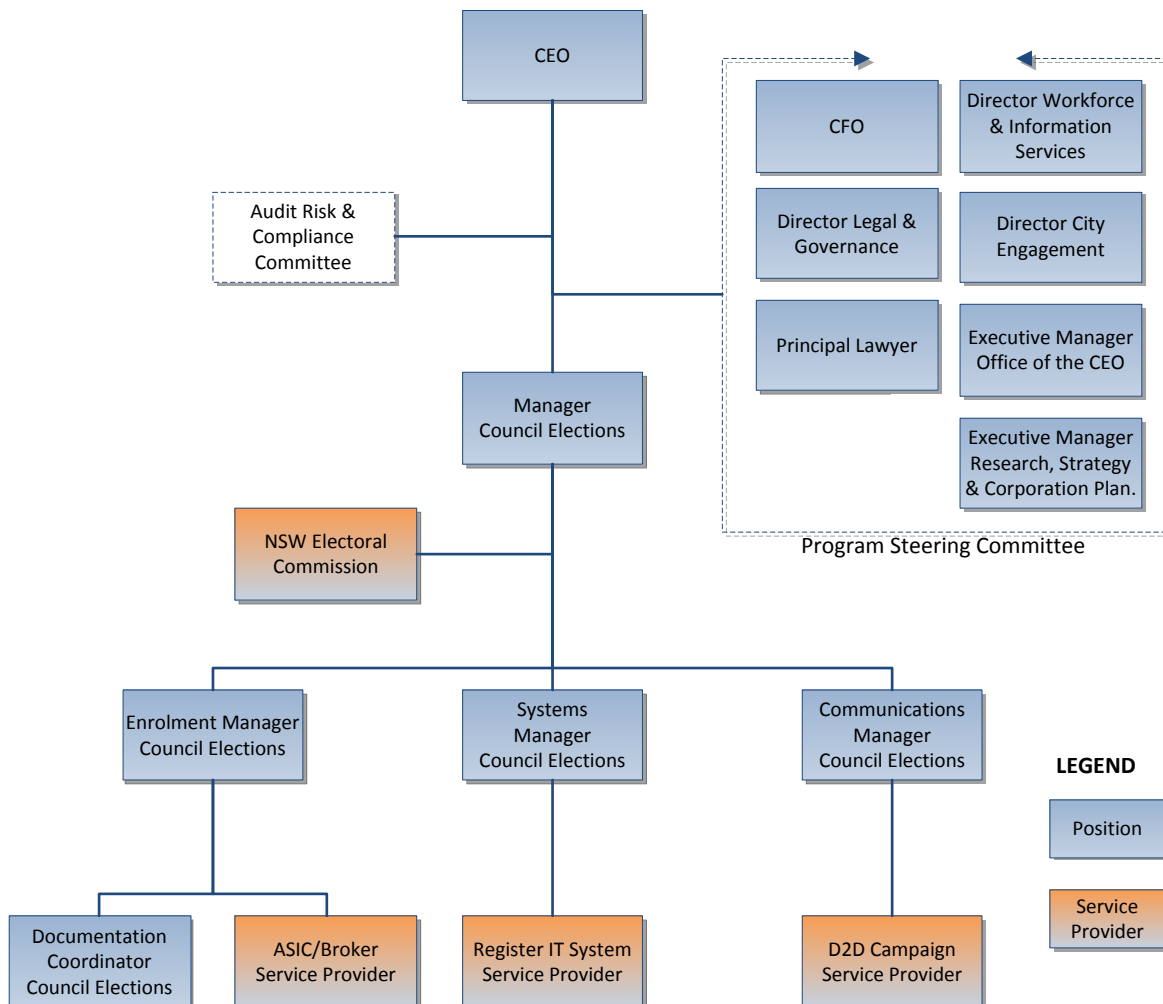 CEO
CFO
Director Workforce
& Information
Services
Audit Risk &
Compliance
Committee
Director Legal &
Governance
Director City
Engagement
Principal Lawyer
Executive Manager
Office of the CEO
Manager
Council Elections
Executive Manager
Research, Strategy
& Corporation Plan.
Program Steering Committee
NSW Electoral
Commission
Enrolment Manager
Council Elections
Systems
Manager
Council Elections
Communications
Manager
Council Elections
LEGEND
Position
Service
Provider
Documentation
Coordinator
Council Elections
ASIC/Broker
Service Provider
Register IT System
Service Provider
D2D Campaign
Service Provider